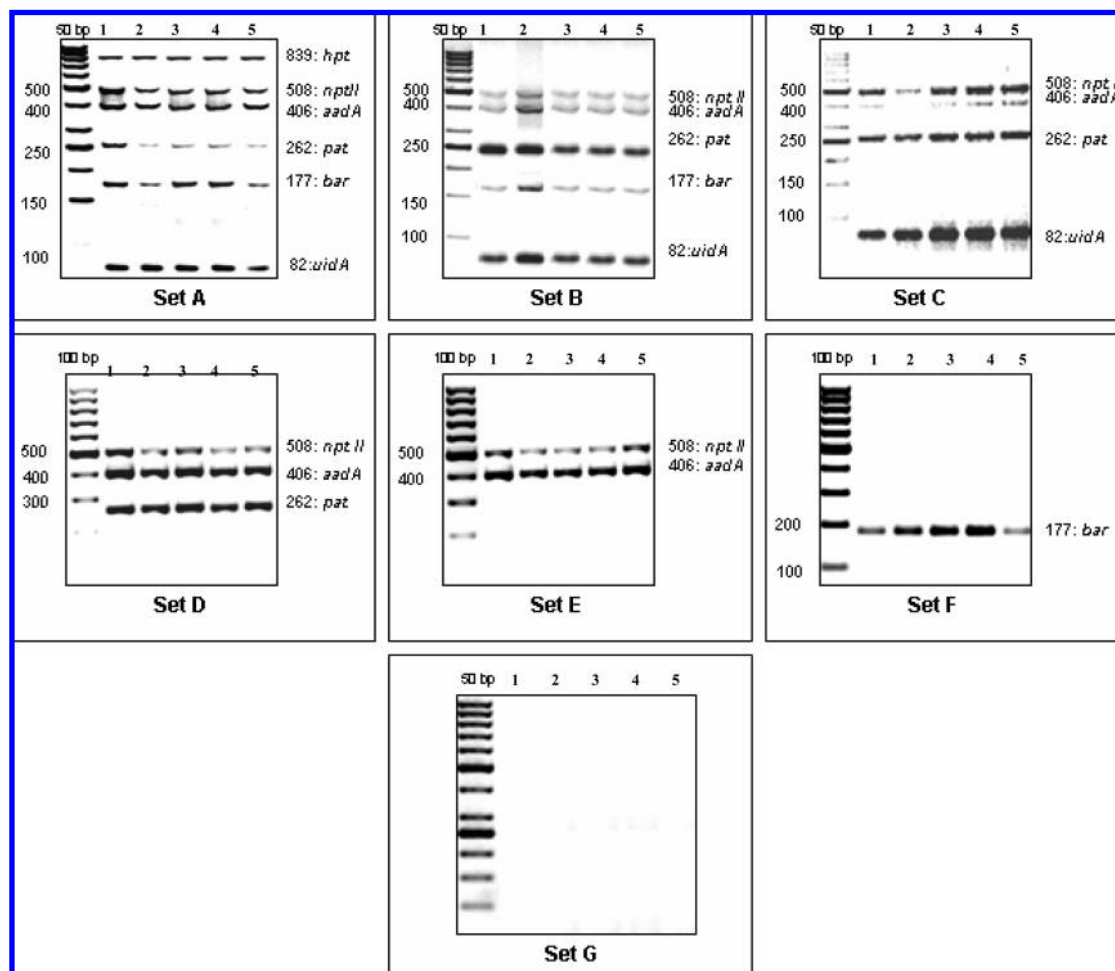 50 bp 1 2 3 4 5
839: hpt
500 508: nptII
400 406: aadA
250 262: pat
177: bar
150
100 82:uidA
Set A
50 bp 1 2 3 4 5
500 508: npt II
400 406: aadA
250 262: pat
150 177: bar
100
82: uidA
Set B
50 bp 1 2 3 4 5
500 508: npt I
400 406: aadA
250 262: pat
150
100
82:uidA
Set C
100 bp 1 2 3 4 5
500 508: npt II
400 406: aadA
300 262: pat
Set D
100 bp 1 2 3 4 5
500 508: npt II
400 406: aadA
Set E
100 bp 1 2 3 4 5
200 177: bar
100
Set F
50 bp 1 2 3 4 5
Set G